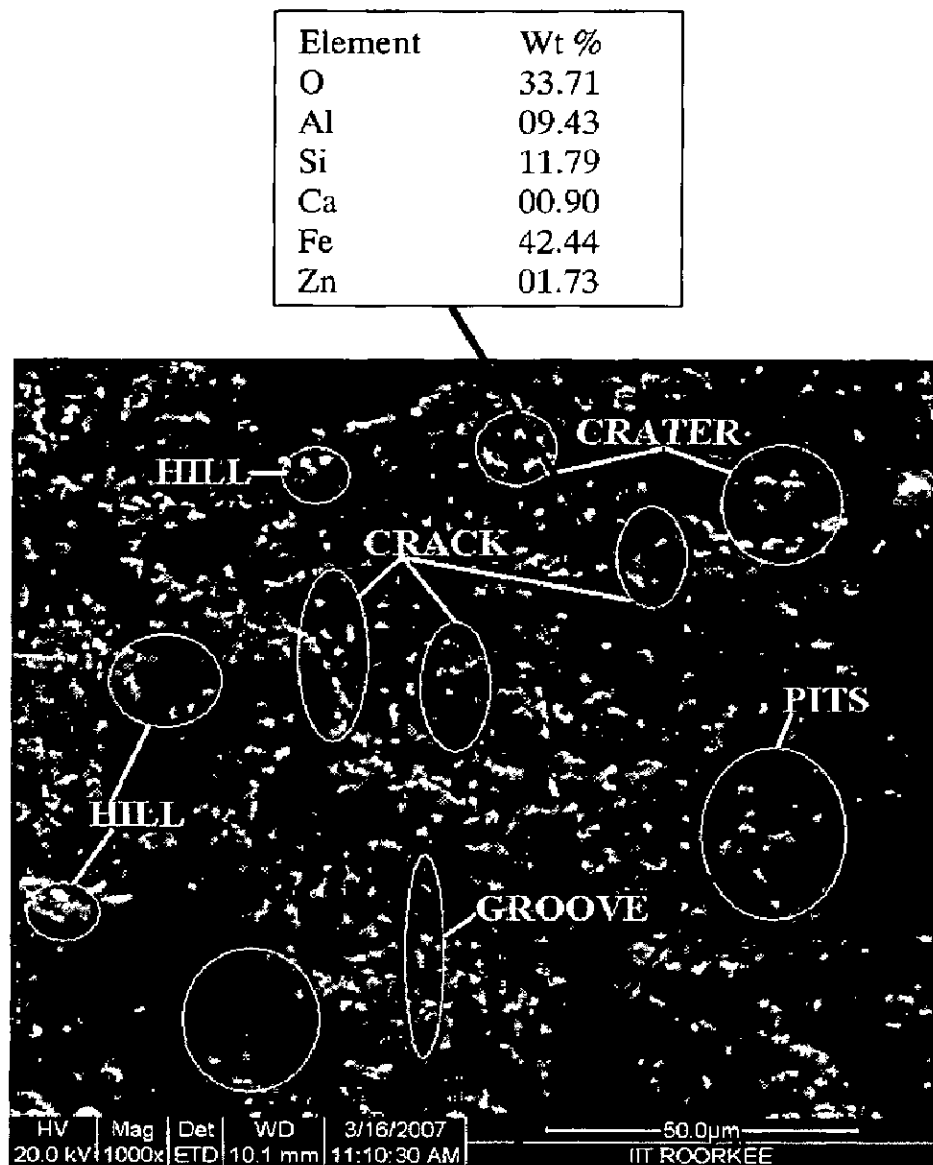 Element Wt %
O 33.71
Al 09.43
Si 11.79
Ca 00.90
Fe 42.44
Zn 01.73
CRATER
HILL
CRACK
PITS
HILL
GROOVE
HV Mag Det WD 3/16/2007 50.0µm
20.0 kV 1000x ETD 10.1 mm 11:10:30 AM IIT ROORKEE